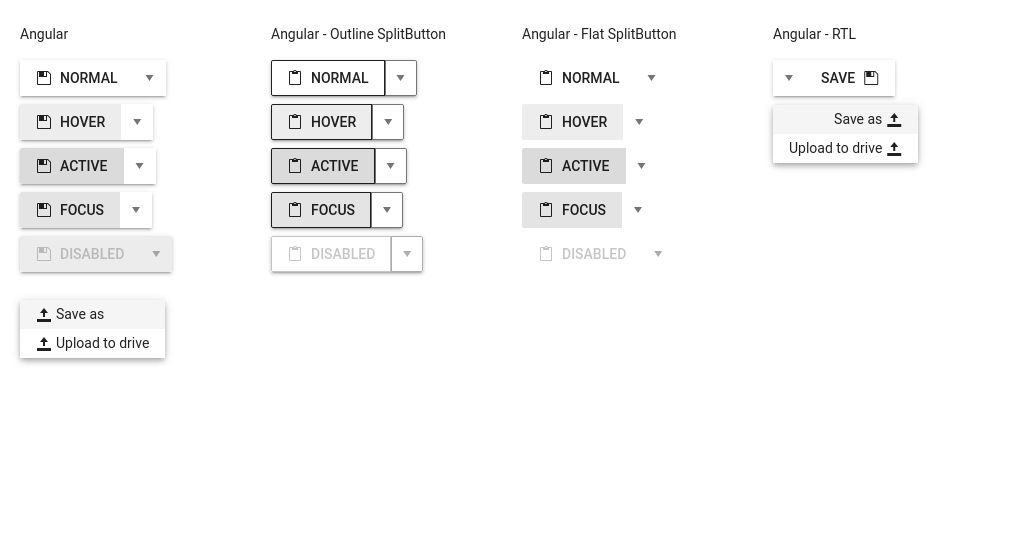 Angular
NORMAL
HOVER
ACTIVE
FOCUS
DISABLED
Save as
Upload to drive
Angular - Outline SplitButton
NORMAL
HOVER
ACTIVE
FOCUS
DISABLED
Angular - Flat SplitButton
NORMAL
HOVER
ACTIVE
FOCUS
DISABLED
Angular - RTL
SAVE
Save as
Upload to drive